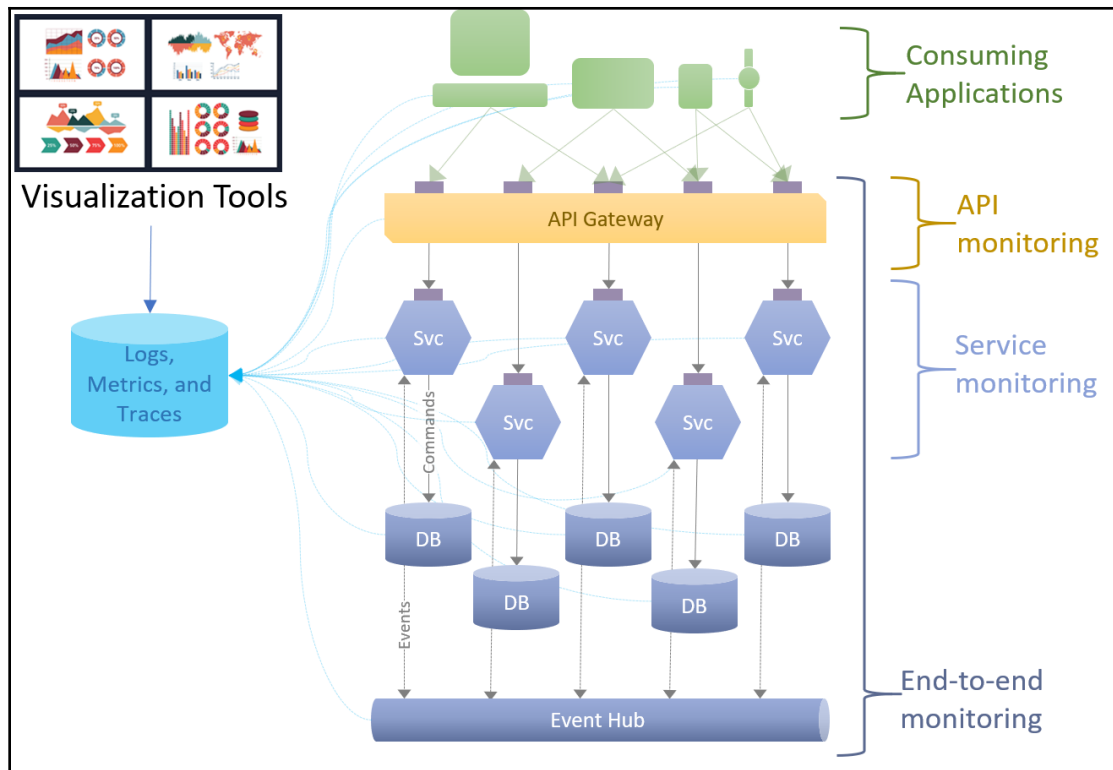 Visualization Tools
Consuming
Applications
API Gateway
API
monitoring
Svc
Svc
Svc
Service
monitoring
Logs,
Metrics, and
Traces
Svc
Svc
Commands
DB
DB
DB
DB
DB
Events
End-to-end
monitoring
Event Hub